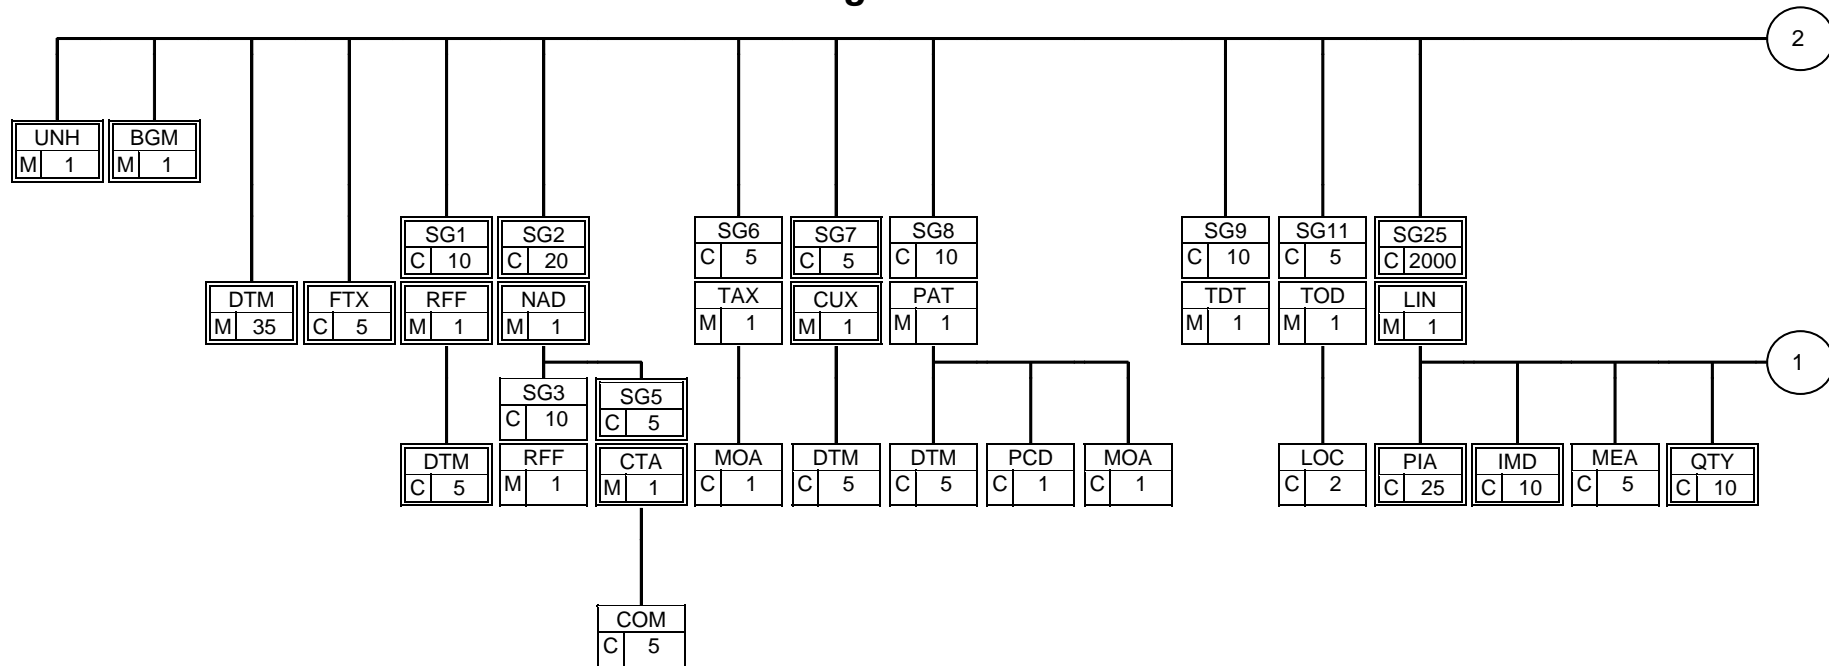 g
2
UNH
M 1
BGM
M 1
SG1
C 10
SG2
C 20
SG6
C 5
SG7
C 5
SG8
C 10
SG9
C 10
SG11
C 5
SG25
C 2000
DTM
M 35
FTX
C 5
RFF
M 1
NAD
M 1
TAX
M 1
CUX
M 1
PAT
M 1
TDT
M 1
TOD
M 1
LIN
M 1
1
SG3
C 10
SG5
C 5
DTM
C 5
RFF
M 1
CTA
M 1
MOA
C 1
DTM
C 5
DTM
C 5
PCD
C 1
MOA
C 1
LOC
C 2
PIA
C 25
IMD
C 10
MEA
C 5
QTY
C 10
COM
C 5